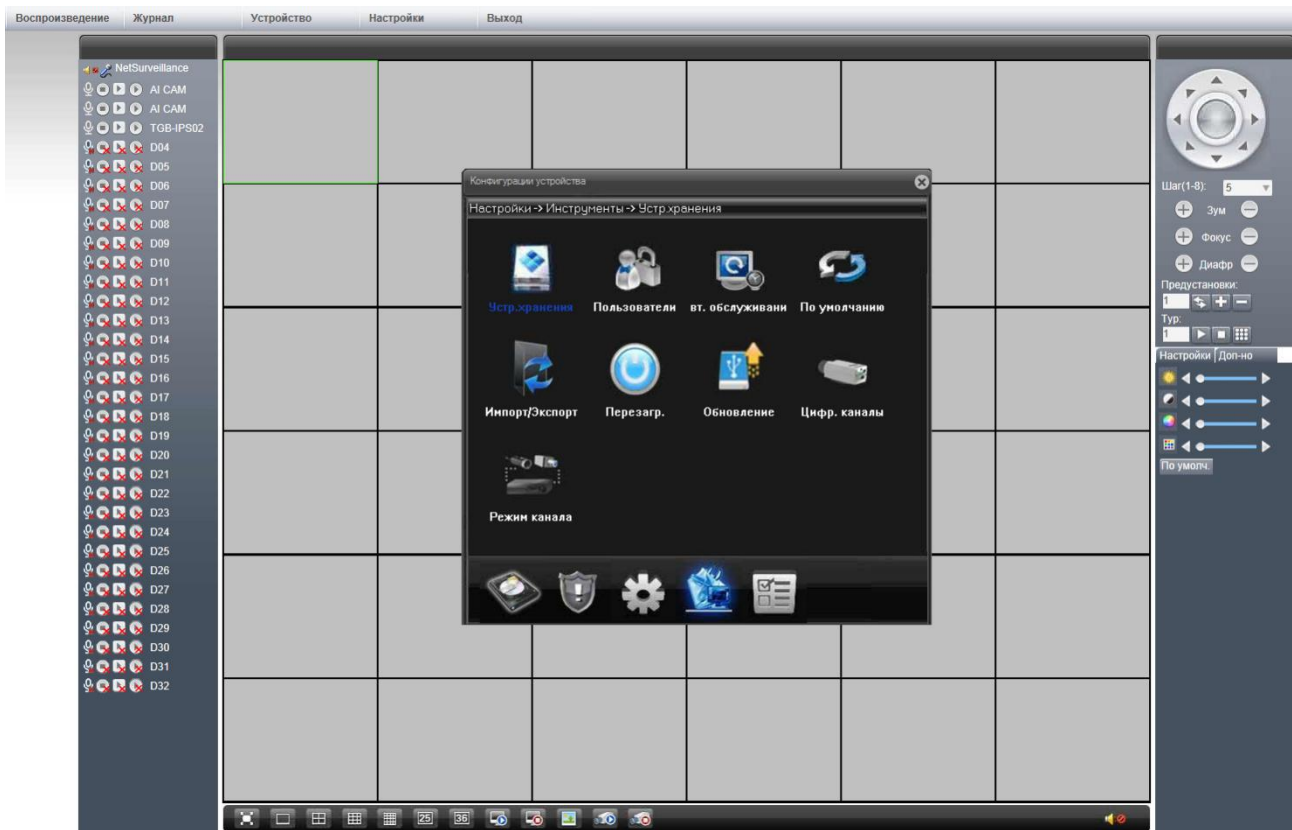 Воспроизведение Журнал Устройство Настройки Выход
NetSurveillance
AI CAM
AI CAM
TGB-IPS02
D04
D05
D06
D07
D08
D09
D10
D11
D12
D13
D14
D15
D16
D17
D18
D19
D20
D21
D22
D23
D24
D25
D26
D27
D28
D29
D30
D31
D32
Конфигурации устройства
Настройки -> Инструменты -> Устр.хранения
Устр.хранения Пользователи вт. обслуживани По умолчанию
Импорт/Экспорт Перезагр. Обновление Цифр. каналы
Режим канала
25 36
Шаг(1-8): 5
Зум
Фокус
Диафр
Предустановки:
1
Тур:
1
Настройки Доп-но
По умолч.